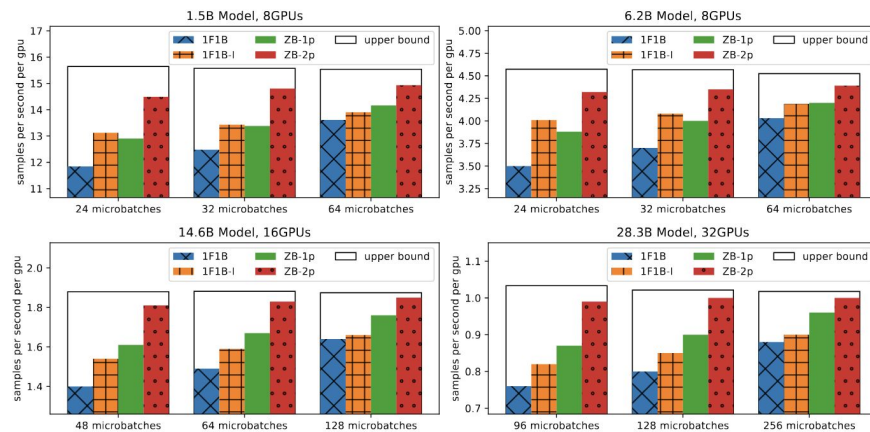 1.5B Model, 8GPUs
samples per second per gpu
17
16
15
14
13
12
11
1F1B
1F1B-I
ZB-1p
ZB-2p
upper bound
24 microbatches
32 microbatches
64 microbatches
6.2B Model, 8GPUs
samples per second per gpu
5.00
4.75
4.50
4.25
4.00
3.75
3.50
3.25
1F1B
1F1B-I
ZB-1p
ZB-2p
upper bound
24 microbatches
32 microbatches
64 microbatches
14.6B Model, 16GPUs
samples per second per gpu
2.0
1.8
1.6
1.4
1F1B
1F1B-I
ZB-1p
ZB-2p
upper bound
48 microbatches
64 microbatches
128 microbatches
28.3B Model, 32GPUs
samples per second per gpu
1.1
1.0
0.9
0.8
0.7
1F1B
1F1B-I
ZB-1p
ZB-2p
upper bound
96 microbatches
128 microbatches
256 microbatches